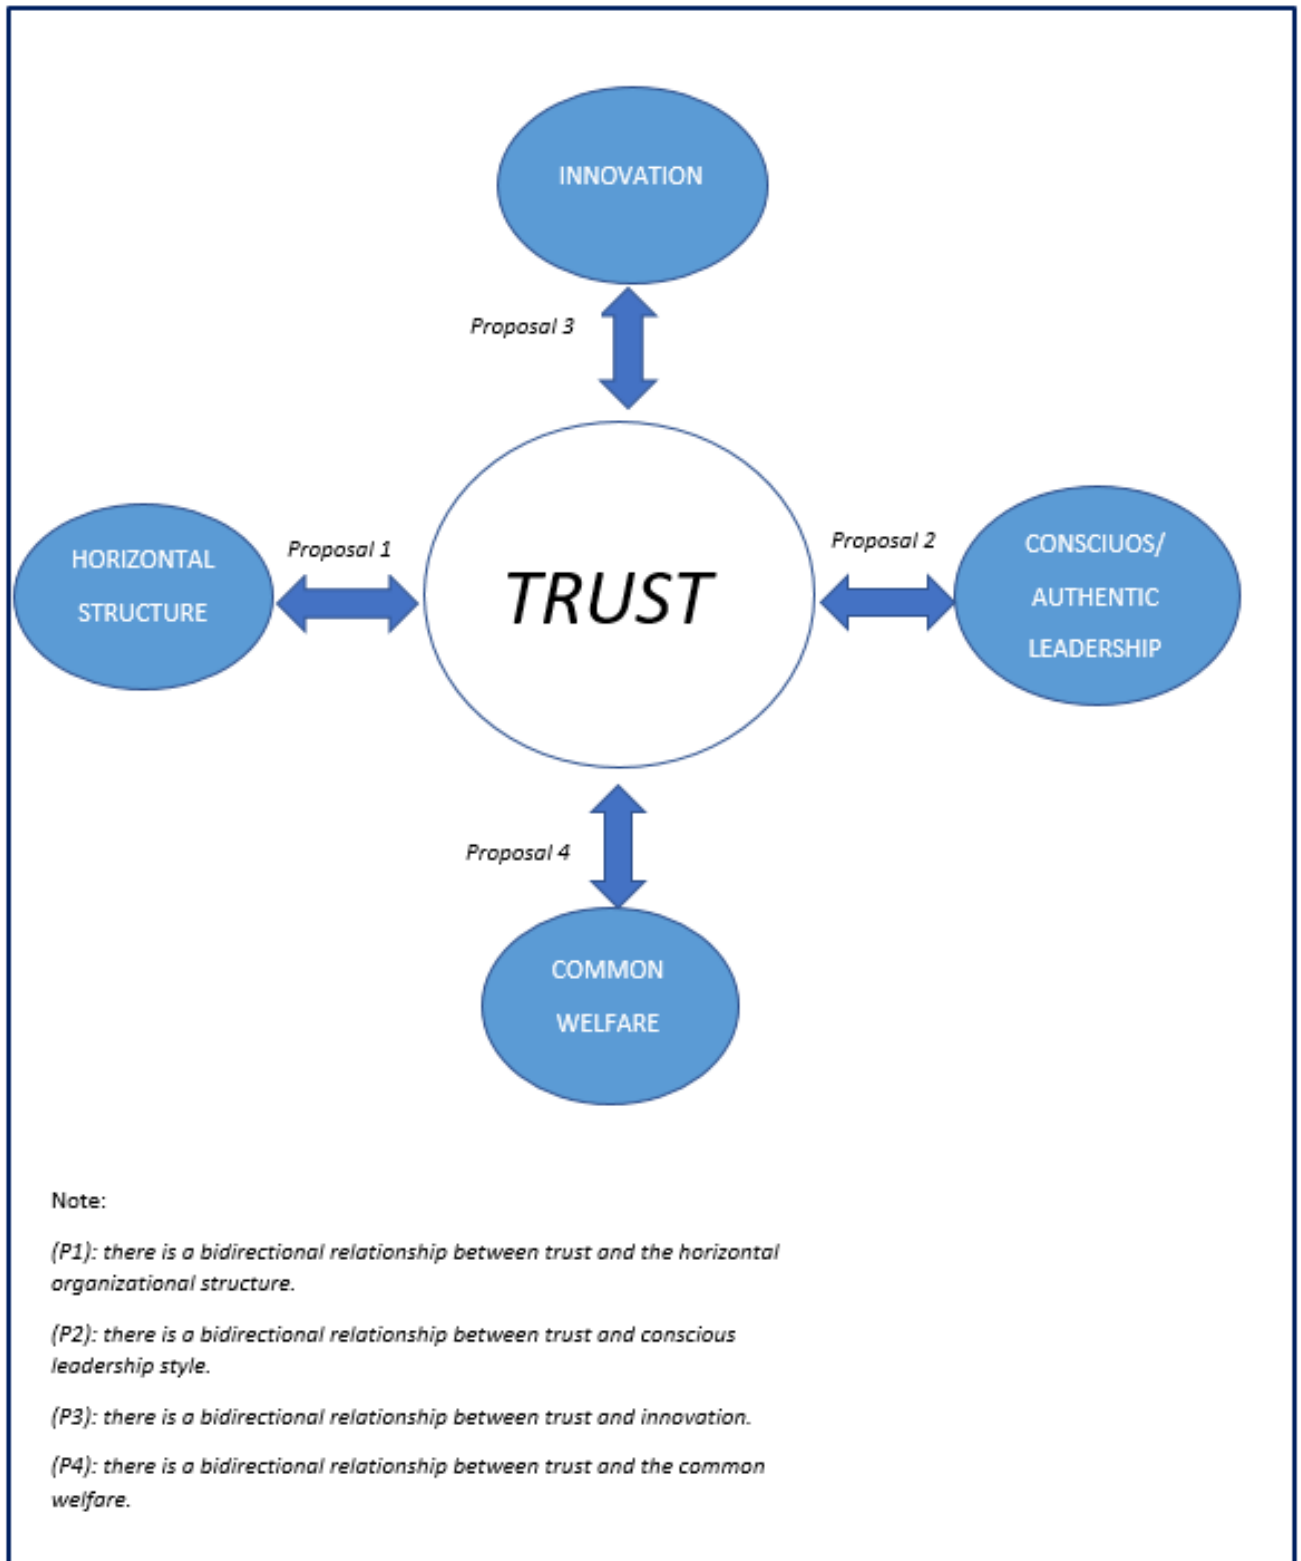 INNOVATION
Proposal 3
HORIZONTAL
STRUCTURE
Proposal 1
TRUST
Proposal 2
CONSCIUOS/
AUTHENTIC
LEADERSHIP
Proposal 4
COMMON
WELFARE
Note:
(P1): there is a bidirectional relationship between trust and the horizontal
organizational structure.
(P2): there is a bidirectional relationship between trust and conscious
leadership style.
(P3): there is a bidirectional relationship between trust and innovation.
(P4): there is a bidirectional relationship between trust and the common
welfare.